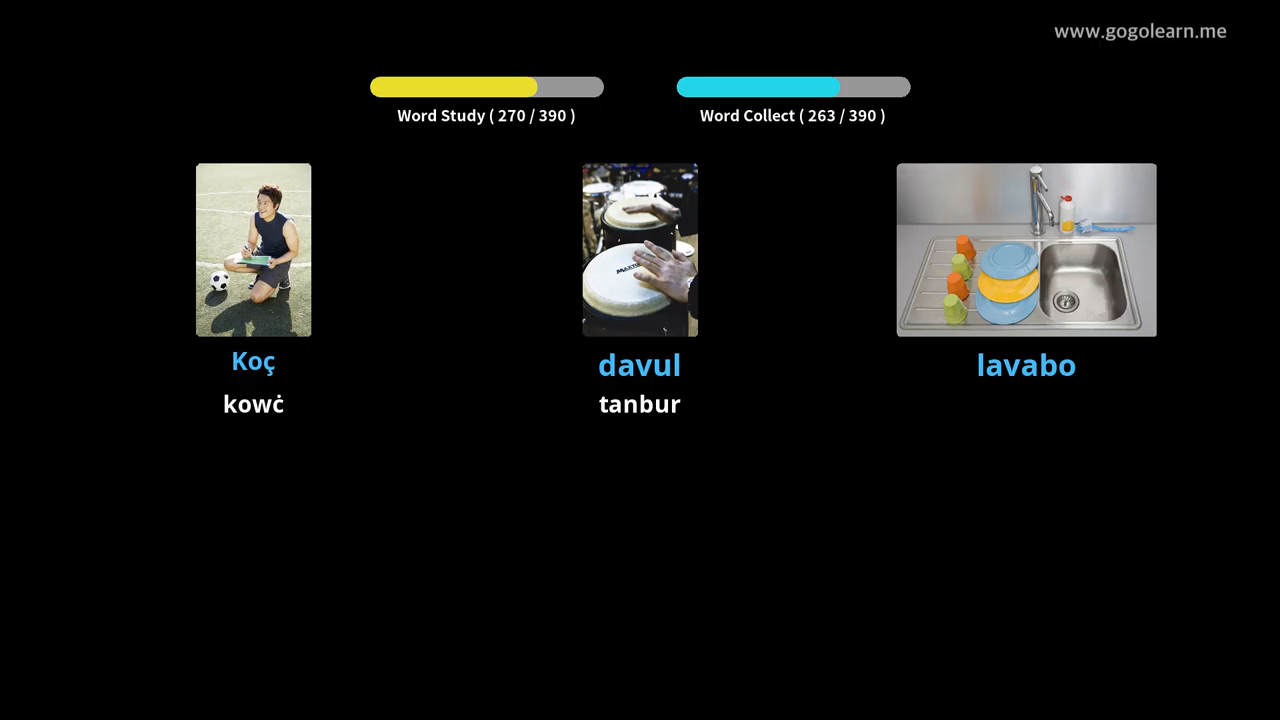 www.gogolearn.me
Word Study ( 270 / 390 )
Word Collect ( 263 / 390 )
Koç
davul
lavabo
kowċ
tanbur